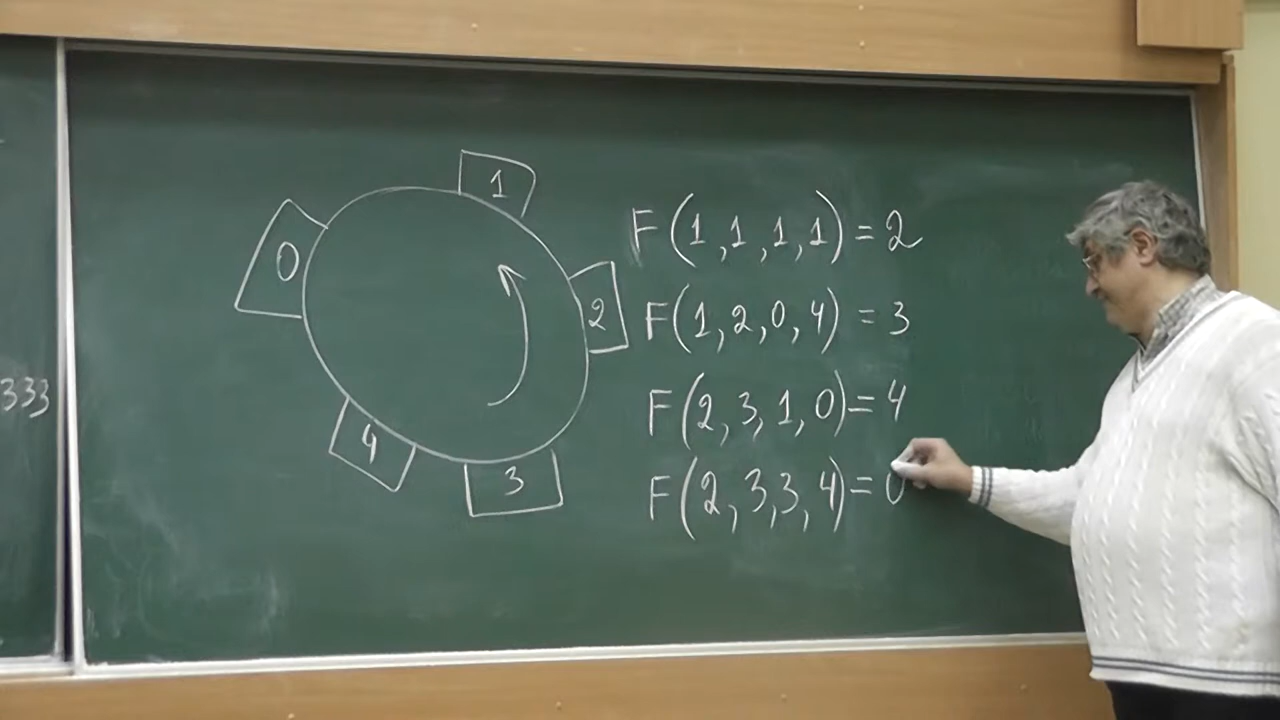 1
0
2
4
3
F(1,1,1,1)=2
F(1,2,0,4)=3
F(2,3,1,0)=4
F(2,3,3,4)=0
333